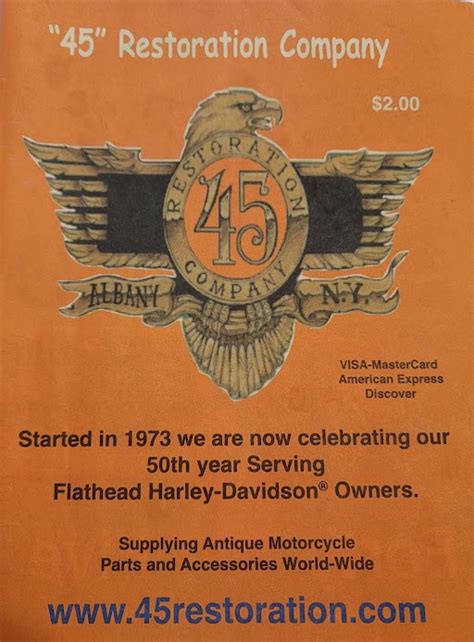 "45" Restoration Company
$2.00
RESTORATION
45
COMPANY
ALBANY N.Y.
VISA-MasterCard
American Express
Discover
Started in 1973 we are now celebrating our
50th year Serving
Flathead Harley-Davidson® Owners.
Supplying Antique Motorcycle
Parts and Accessories World-Wide
www.45restoration.com